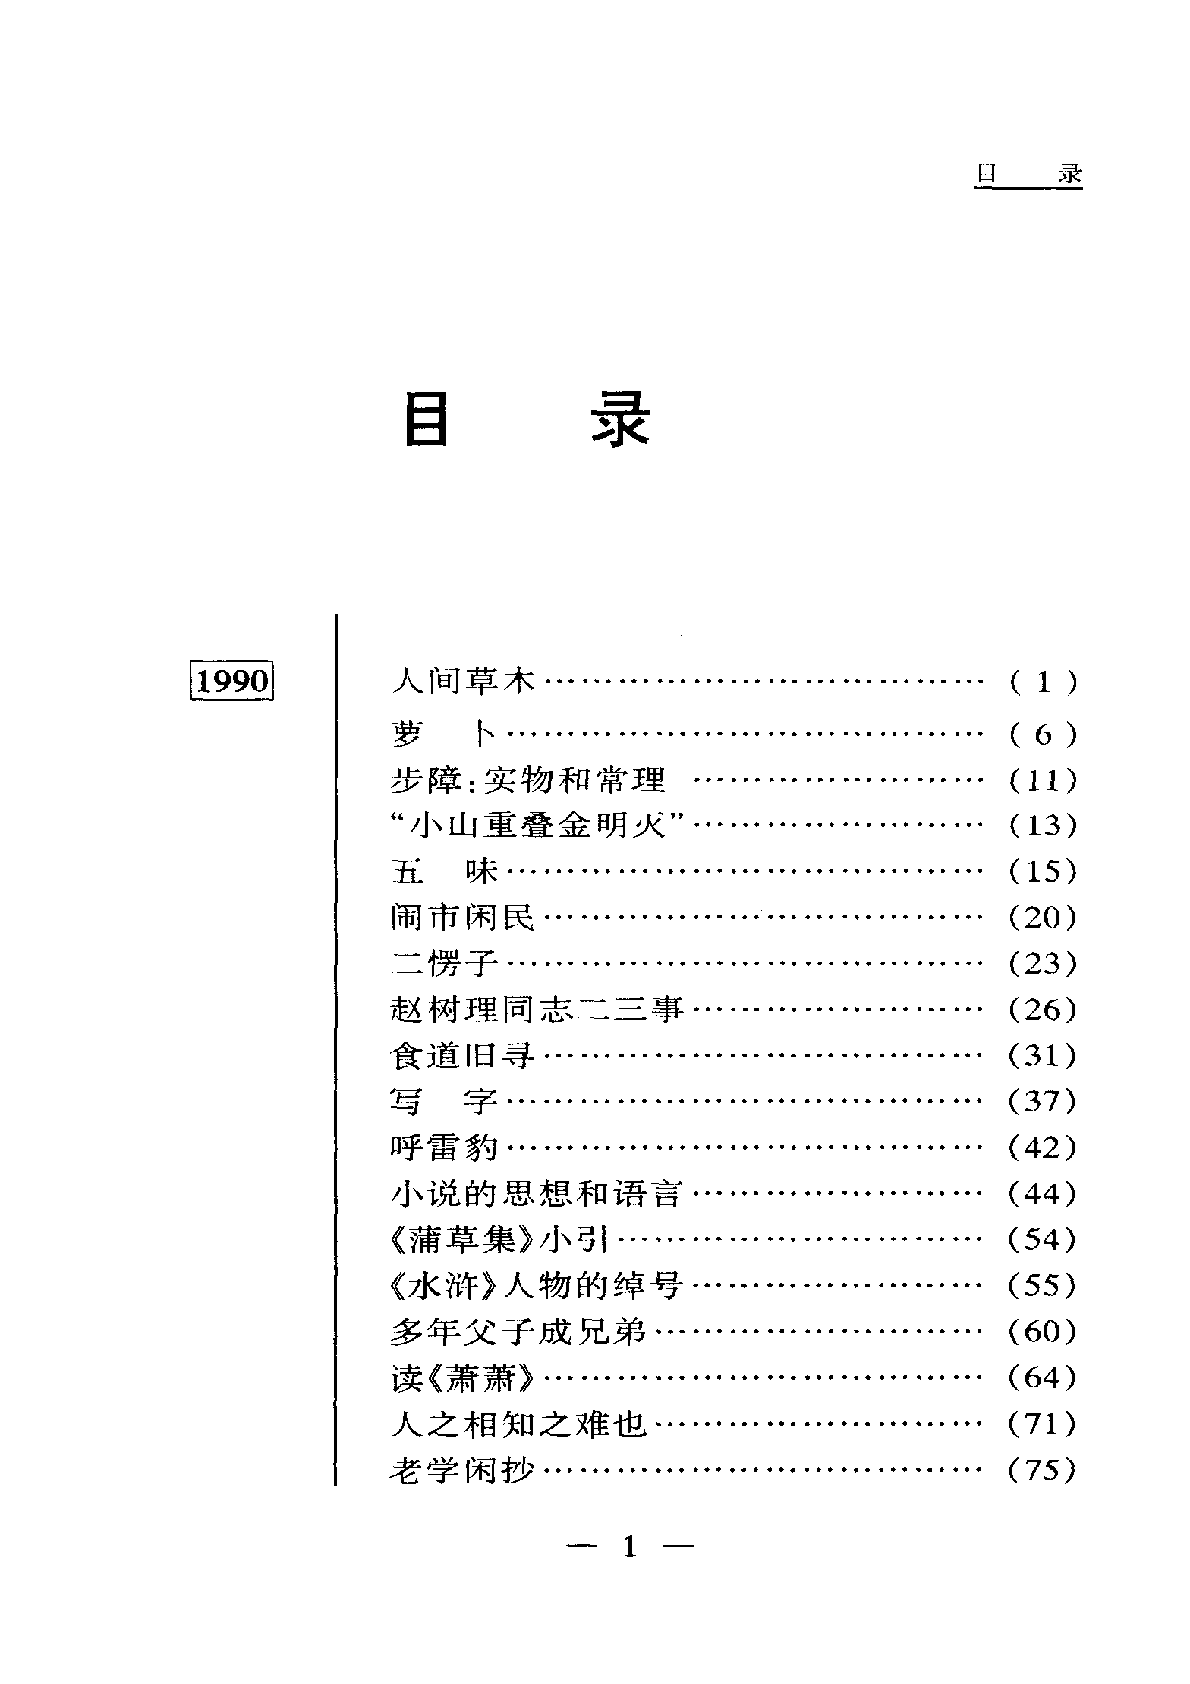 目　录
目　录
1990
人间草木………………………………(1)
萝　卜…………………………………(6)
步障:实物和常理 ……………………(11)
“小山重叠金明灭”……………………(13)
五　味…………………………………(15)
闹市闲民………………………………(20)
二愣子…………………………………(23)
赵树理同志二三事……………………(26)
食道旧寻………………………………(31)
写　字…………………………………(37)
呼雷豹…………………………………(42)
小说的思想和语言……………………(44)
《蒲草集》小引…………………………(54)
《水浒》人物的绰号……………………(55)
多年父子成兄弟………………………(60)
读《萧萧》………………………………(64)
人之相知之难也………………………(71)
老学闲抄………………………………(75)
— 1 —